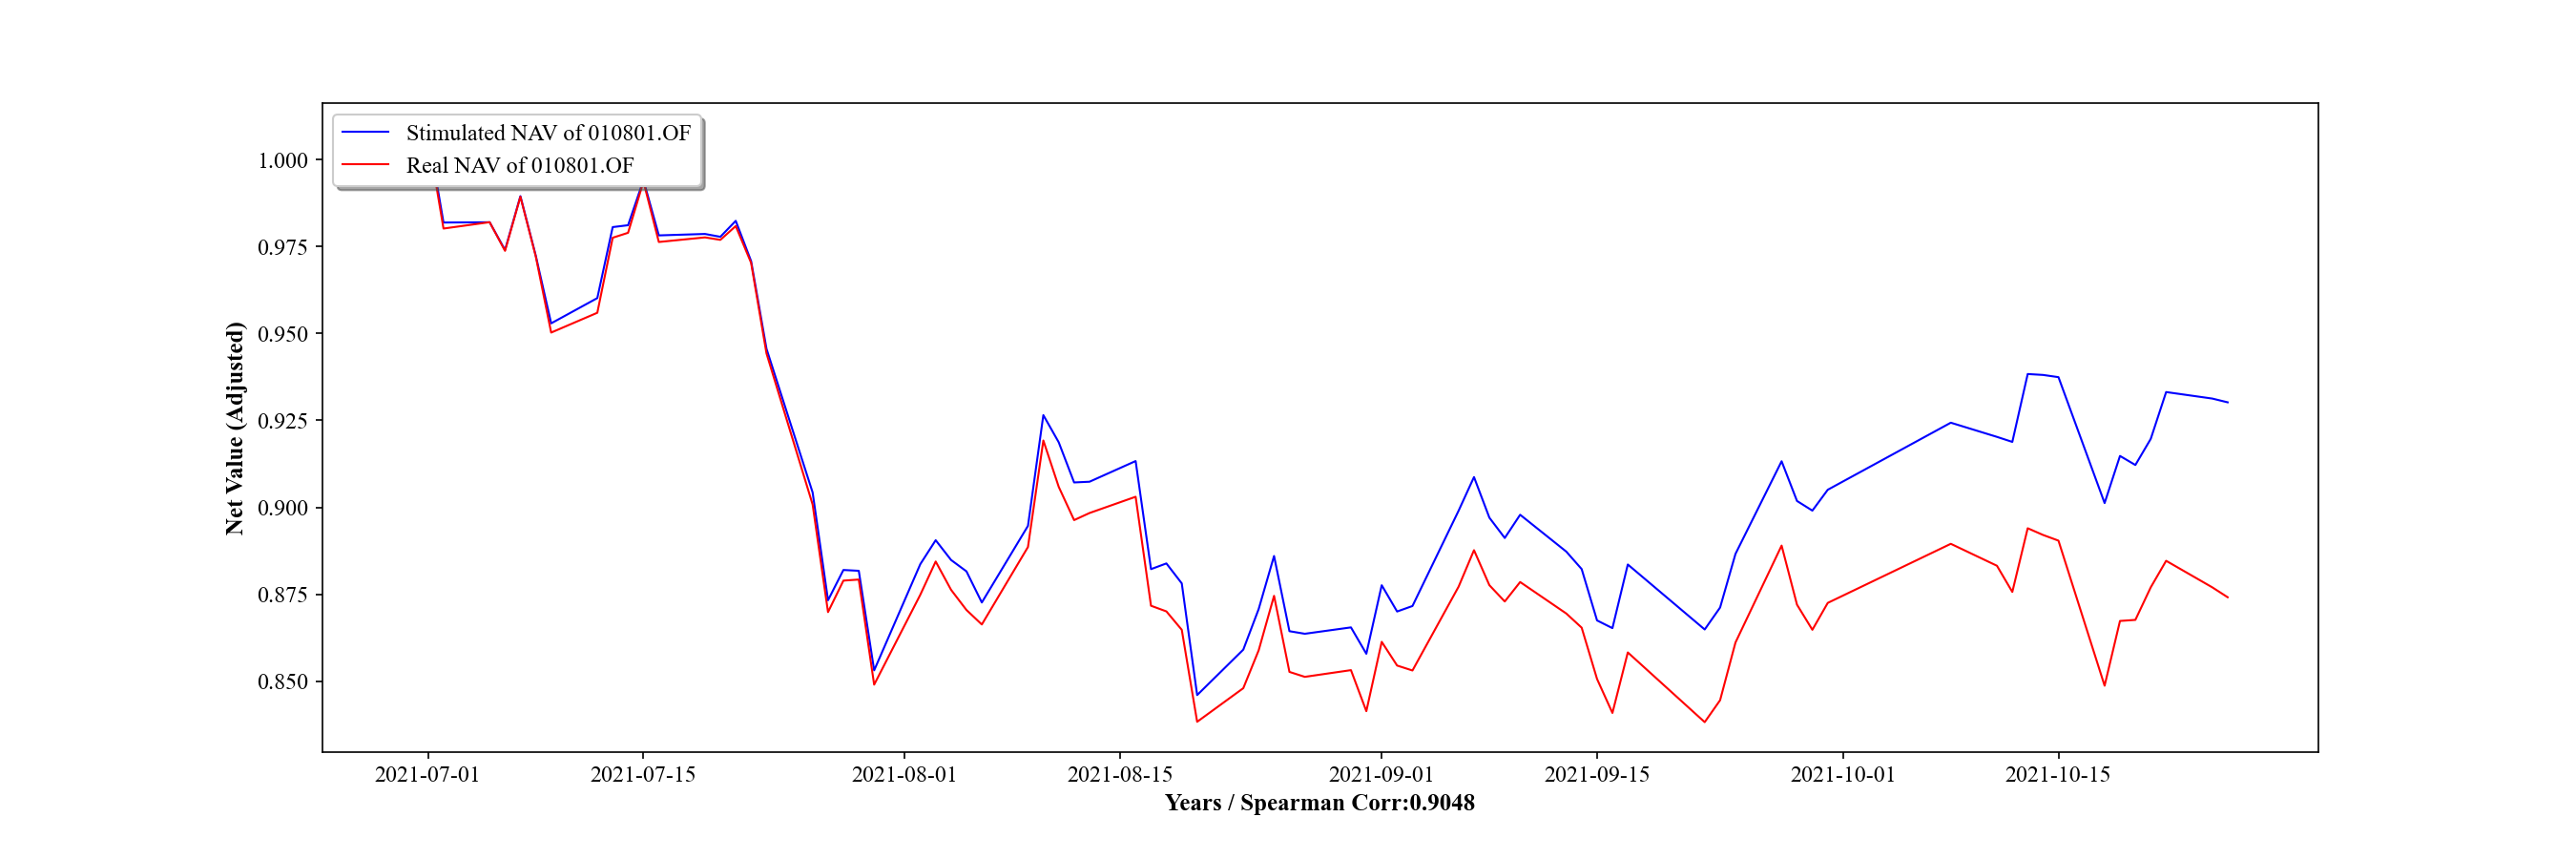 Stimulated NAV of 010801.OF
Real NAV of 010801.OF
1.000
0.975
0.950
0.925
0.900
0.875
0.850
Net Value (Adjusted)
2021-07-01 2021-07-15 2021-08-01 2021-08-15 2021-09-01 2021-09-15 2021-10-01 2021-10-15
Years / Spearman Corr:0.9048